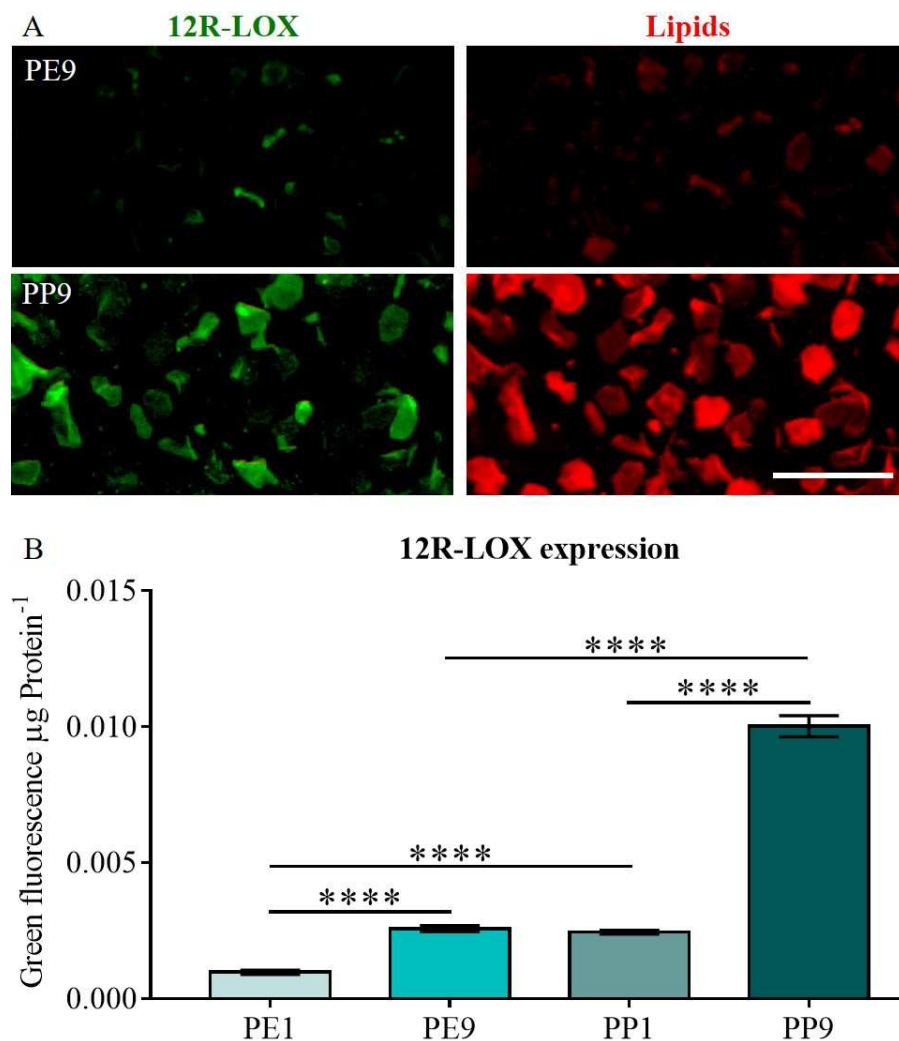 A
12R-LOX
Lipids
PE9
PP9
B
12R-LOX expression
Green fluorescence µg Protein⁻¹
0.015
0.010
0.005
0.000
****
****
****
****
PE1
PE9
PP1
PP9